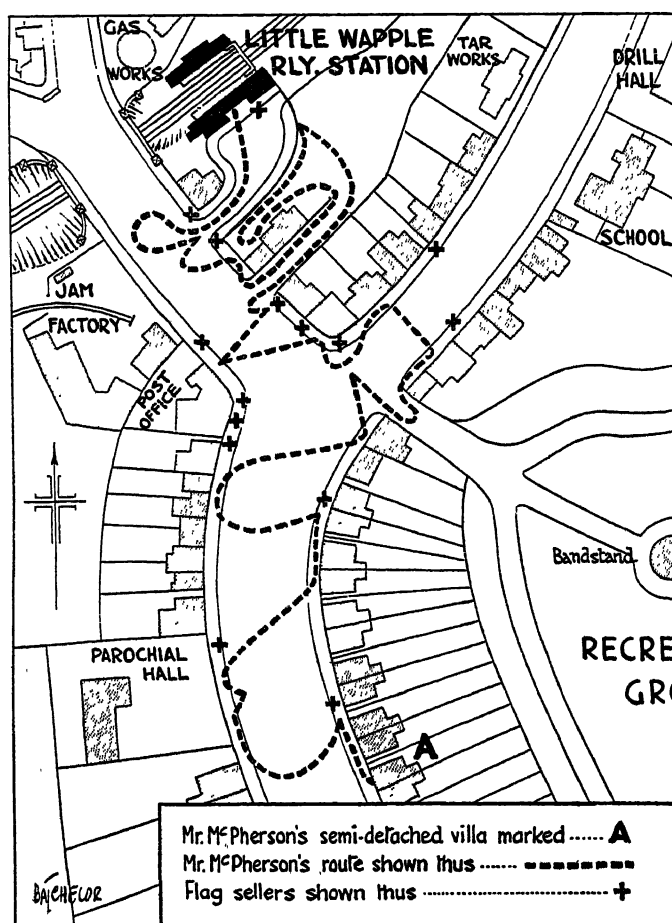 GAS
WORKS
LITTLE WAPPLE
RLY. STATION
TAR
WORKS
DRILL
HALL
SCHOOL
JAM
FACTORY
POST
OFFICE
Bandstand
PAROCHIAL
HALL
RECRE
GRO
A
Mr. McPherson's semi-detached villa marked ...... A
Mr. McPherson's route shown thus ......
Flag sellers shown thus ........................ +
BATCHELOR